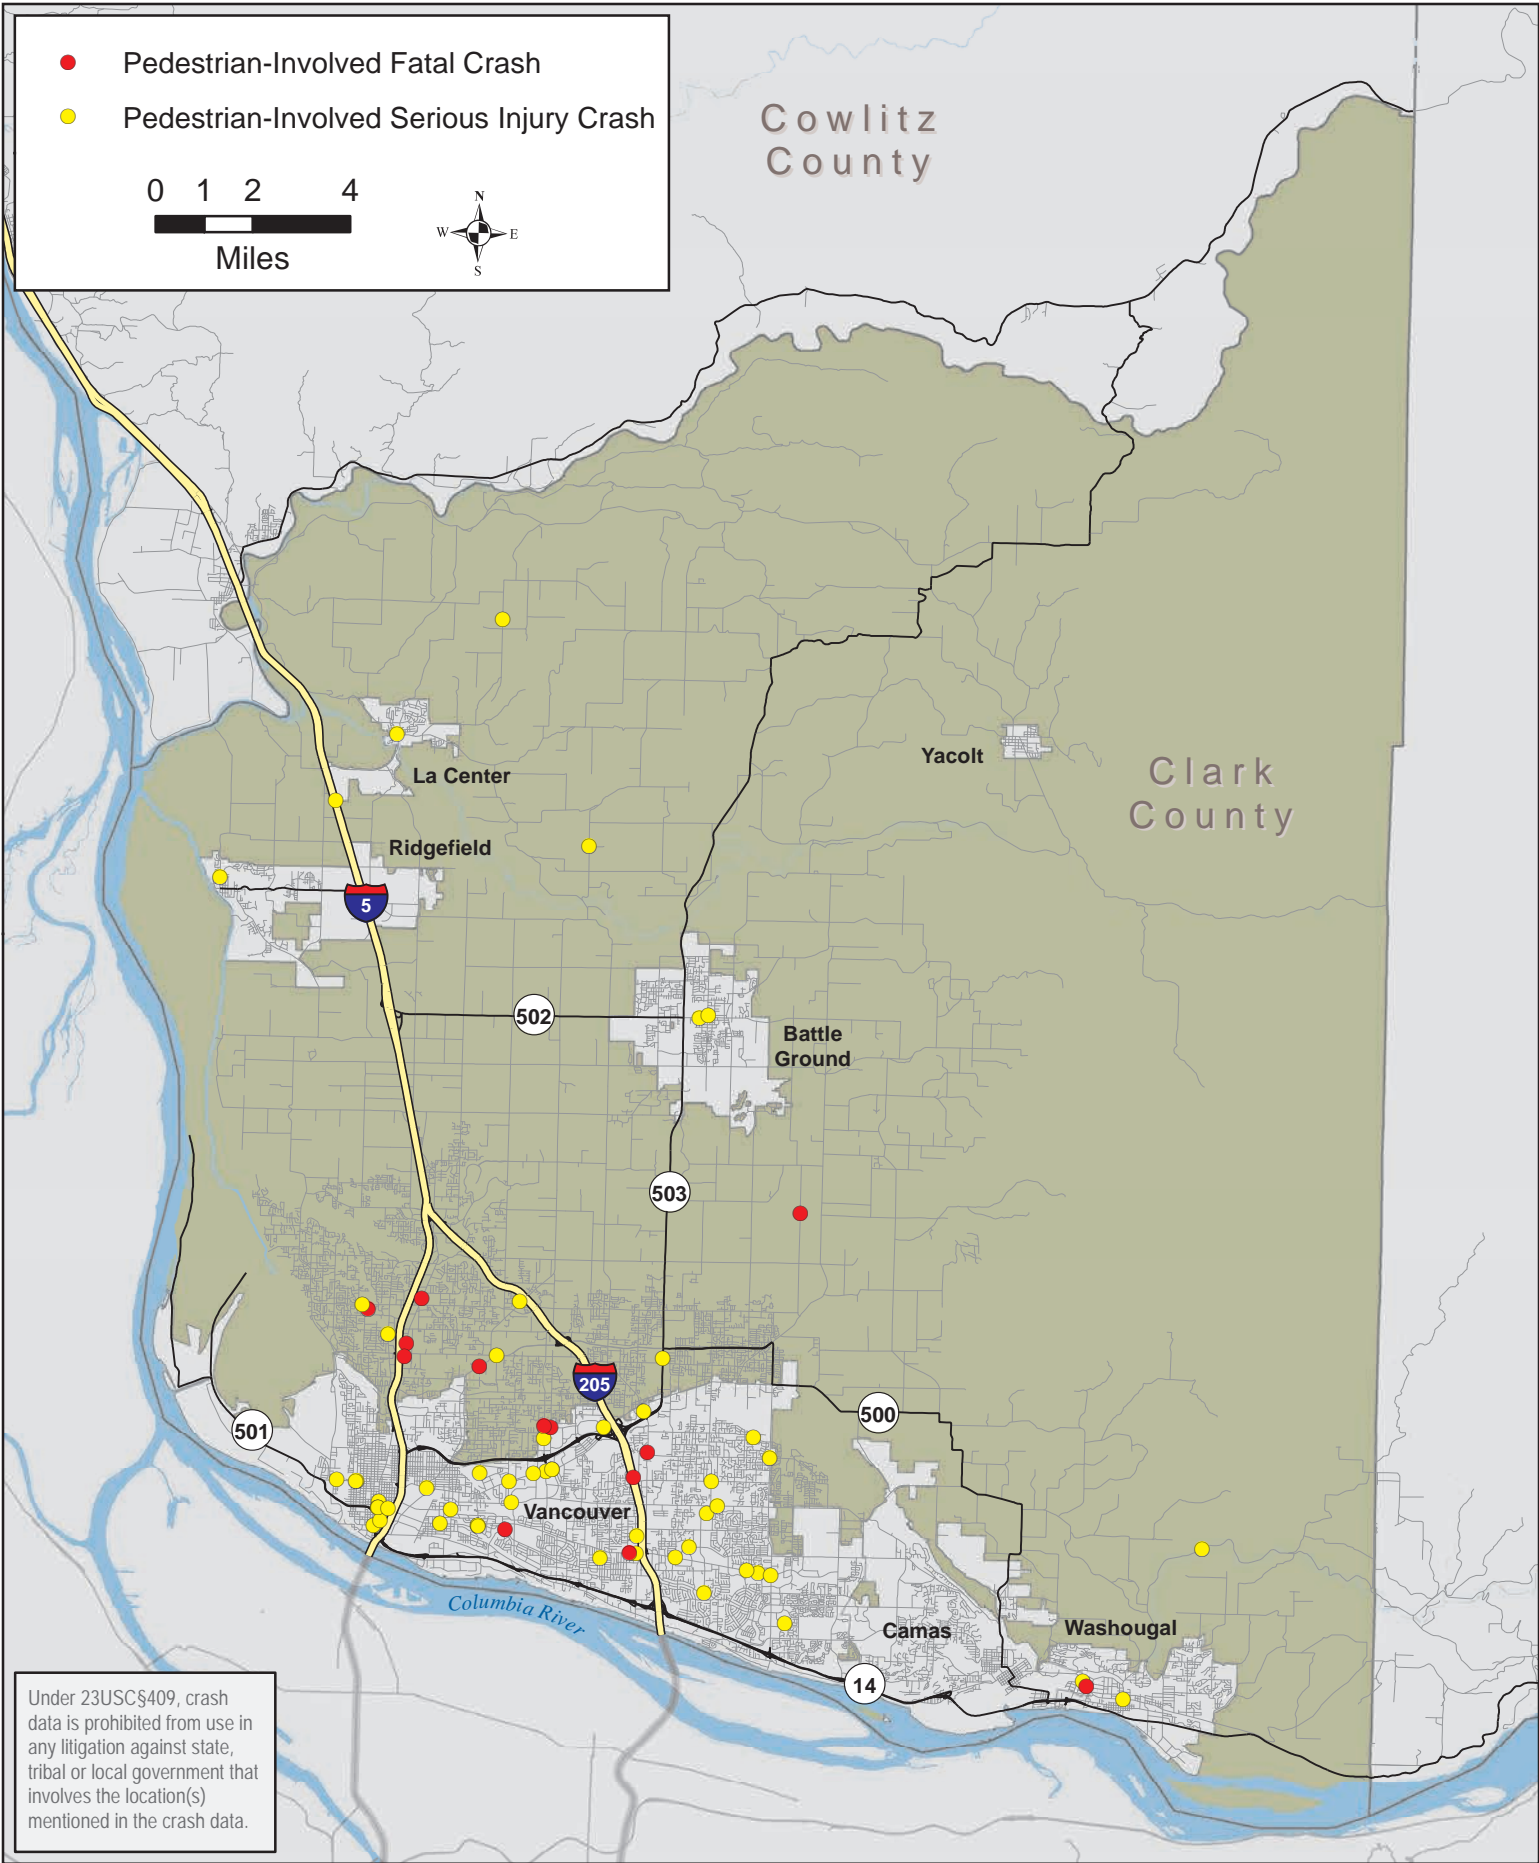 Pedestrian-Involved Fatal Crash
Pedestrian-Involved Serious Injury Crash
0 1 2 4
Miles
N
W E
S
Cowlitz
County
Yacolt
Clark
County
La Center
Ridgefield
5
502
Battle
Ground
503
205
500
501
Vancouver
Columbia River
Camas
Washougal
14
Under 23USC§409, crash
data is prohibited from use in
any litigation against state,
tribal or local government that
involves the location(s)
mentioned in the crash data.